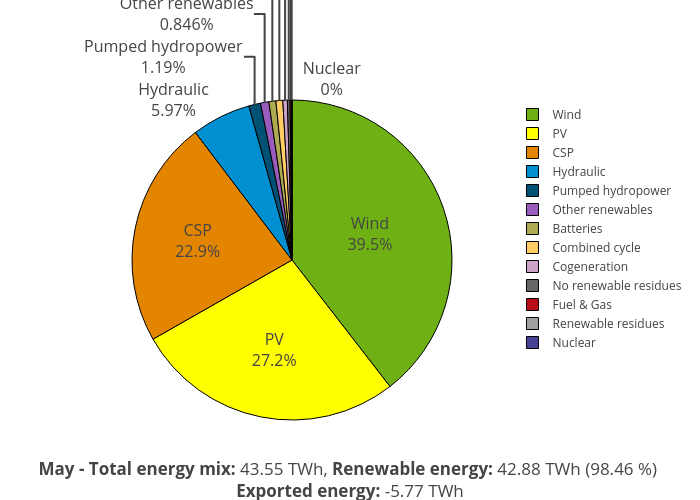 Other renewables
0.846%
Pumped hydropower
1.19%
Hydraulic
5.97%
Nuclear
0%
Wind
39.5%
CSP
22.9%
PV
27.2%
Wind
PV
CSP
Hydraulic
Pumped hydropower
Other renewables
Batteries
Combined cycle
Cogeneration
No renewable residues
Fuel & Gas
Renewable residues
Nuclear
May - Total energy mix: 43.55 TWh, Renewable energy: 42.88 TWh (98.46 %)
Exported energy: -5.77 TWh